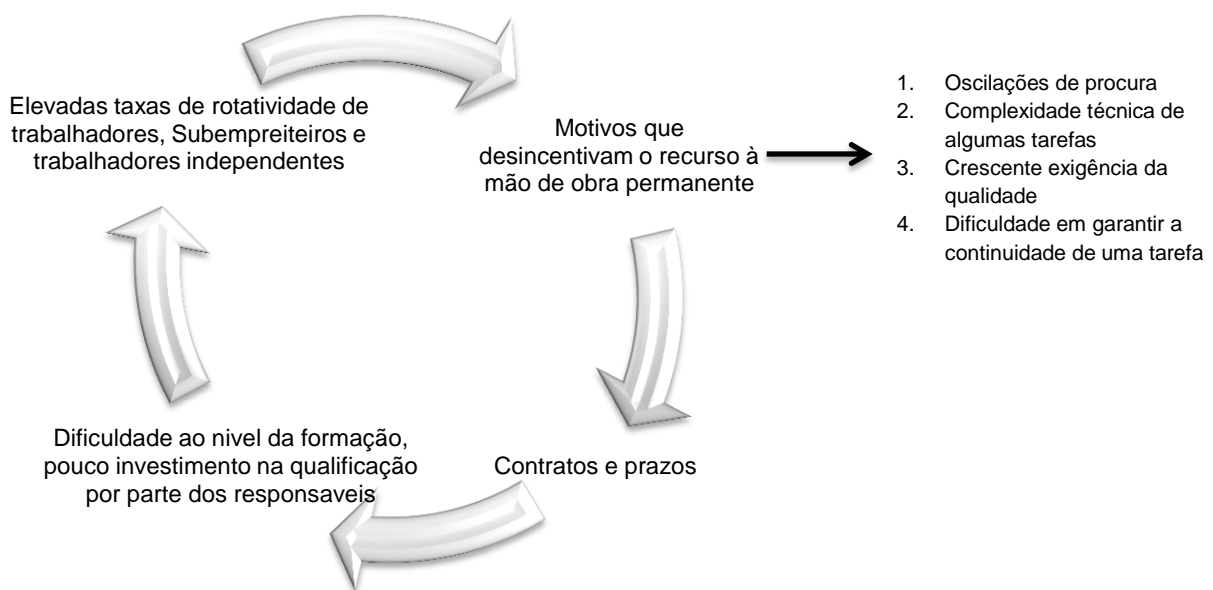 Elevadas taxas de rotatividade de
trabalhadores, Subempreiteiros e
trabalhadores independentes
Motivos que
desincentivam o recurso à
mão de obra permanente
1. Oscilações de procura
2. Complexidade técnica de
algumas tarefas
3. Crescente exigência da
qualidade
4. Dificuldade em garantir a
continuidade de uma tarefa
Contratos e prazos
Dificuldade ao nivel da formação,
pouco investimento na qualificação
por parte dos responsaveis